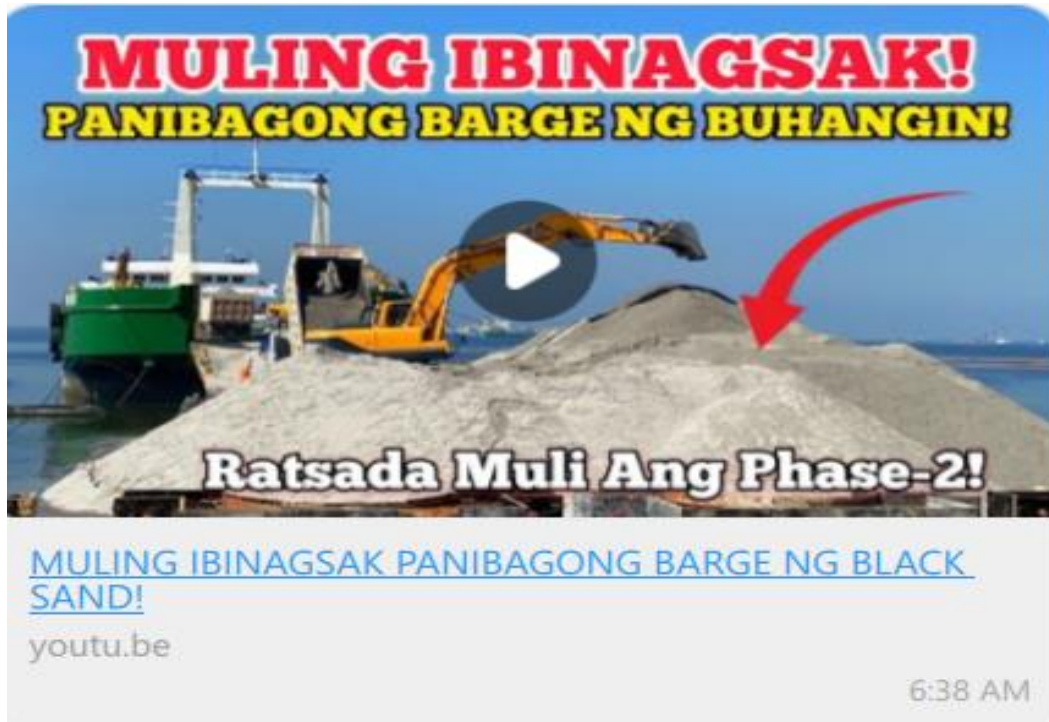 MULING IBINAGSAK!
PANIBAGONG BARGE NG BUHANGIN!
Ratsada Muli Ang Phase-2!
MULING IBINAGSAK PANIBAGONG BARGE NG BLACK
SAND!
youtu.be
6:38 AM